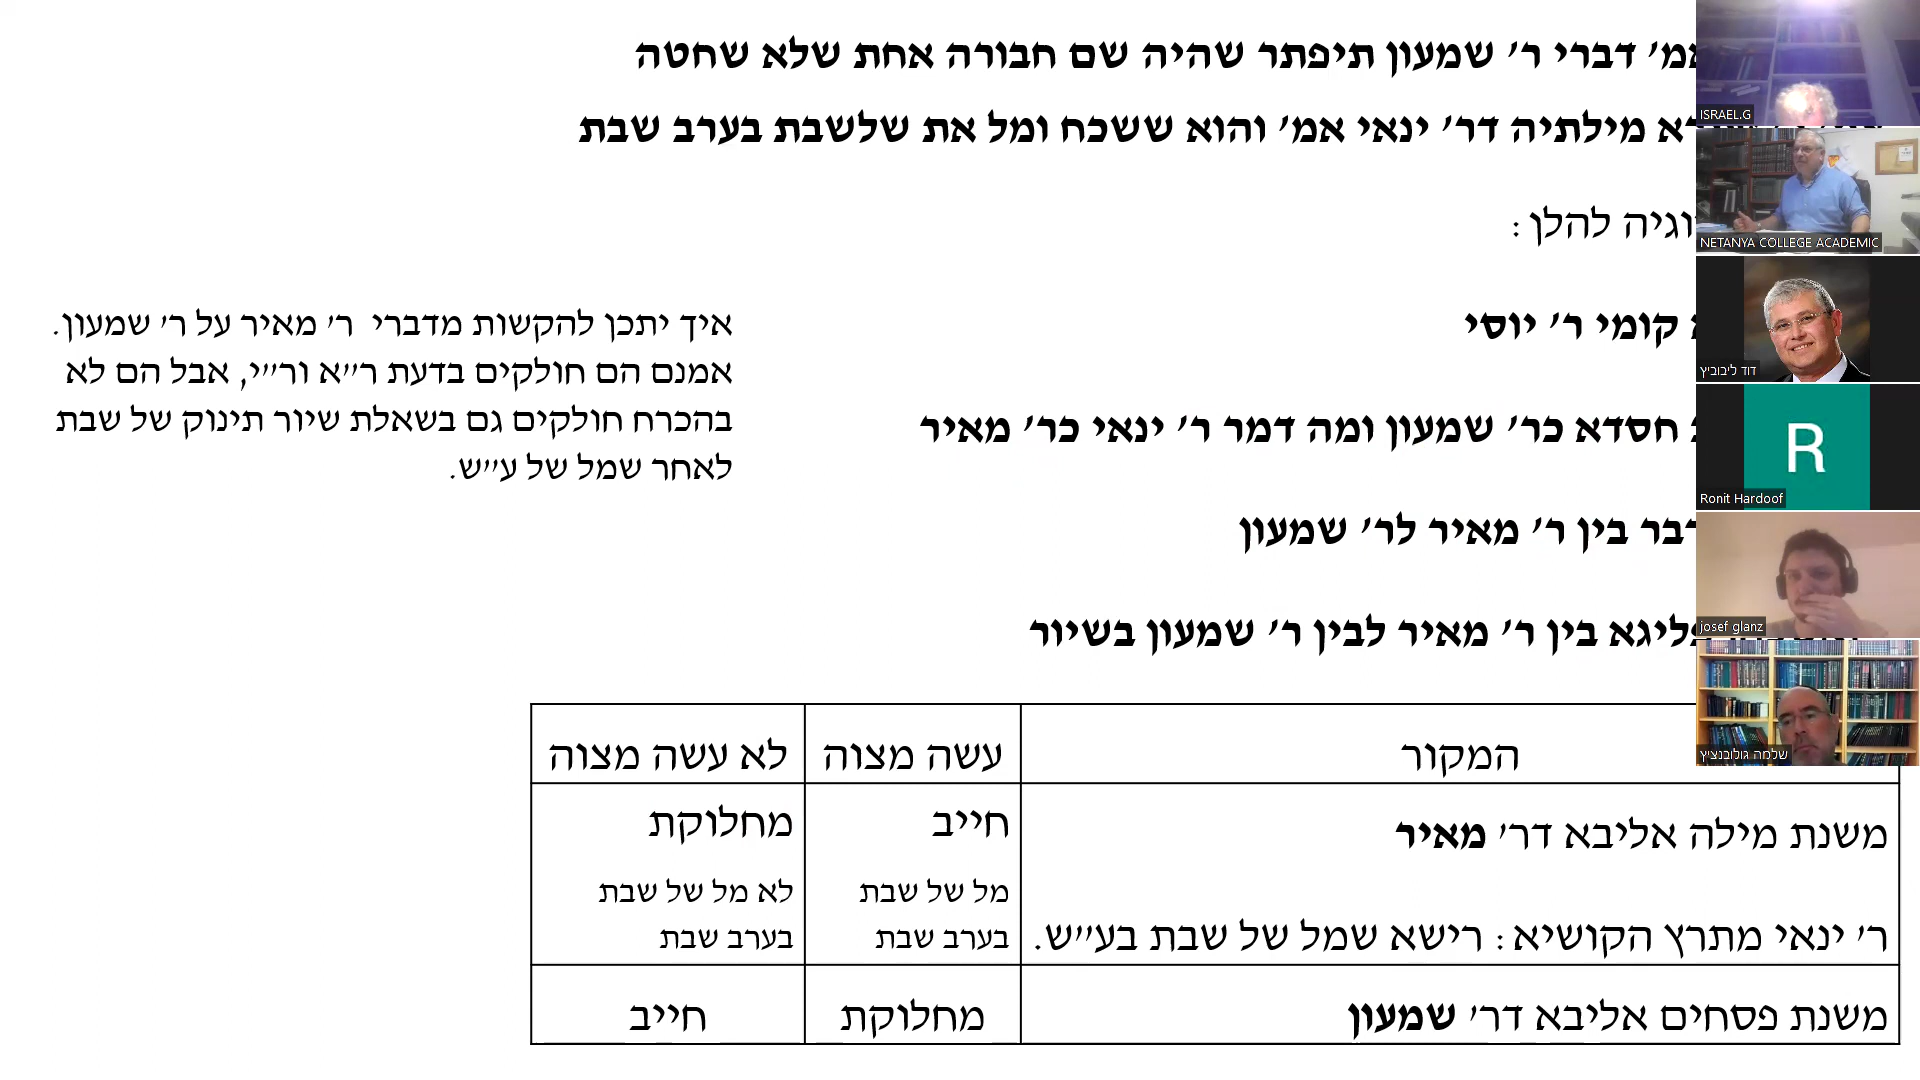 דברי ר׳ שמעון תיפתר שהיה שם חבורה אחת שלא שחטה
מילתיה דר׳ ינאי אמ׳ והוא ששכח ומל את שלשבת בערב שבת
להלן:
קומי ר׳ יוסי
חסדא כר׳ שמעון ומה דמר ר׳ ינאי כר׳ מאיר
בין ר׳ מאיר לר׳ שמעון
בין ר׳ מאיר לבין ר׳ שמעון בשיור
איך יתכן להקשות מדברי ר׳ מאיר על ר׳ שמעון.
אמנם הם חולקים בדעת ר״א ור״י, אבל הם לא
בהכרח חולקים גם בשאלת שיור תינוק של שבת
לאחר שמל של ע״ש.
המקור עשה מצוה לא עשה מצוה
משנת מילה אליבא דר׳ מאיר חייב מחלוקת
מל של שבת לא מל של שבת
ר׳ ינאי מתרץ הקושיא: רישא שמל של שבת בע״ש. בערב שבת בערב שבת
משנת פסחים אליבא דר׳ שמעון מחלוקת חייב
ISRAEL.G
NETANYA COLLEGE ACADEMIC
דוד ליבוביץ
R
Ronit Hardoof
josef glanz
שלמה גולובנציץ